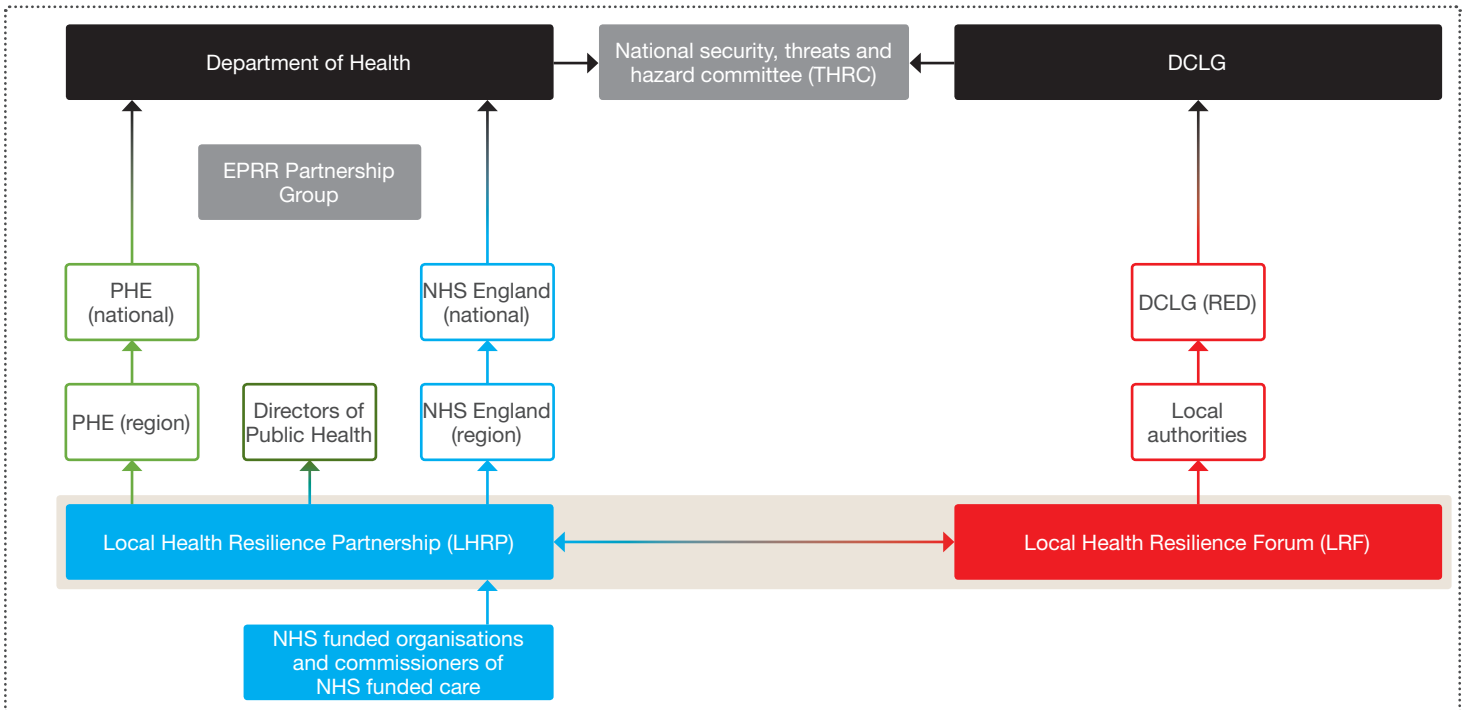 Department of Health
National security, threats and
hazard committee (THRC)
DCLG
EPRR Partnership
Group
PHE
(national)
NHS England
(national)
DCLG (RED)
PHE (region)
Directors of
Public Health
NHS England
(region)
Local
authorities
Local Health Resilience Partnership (LHRP)
Local Health Resilience Forum (LRF)
NHS funded organisations
and commissioners of
NHS funded care